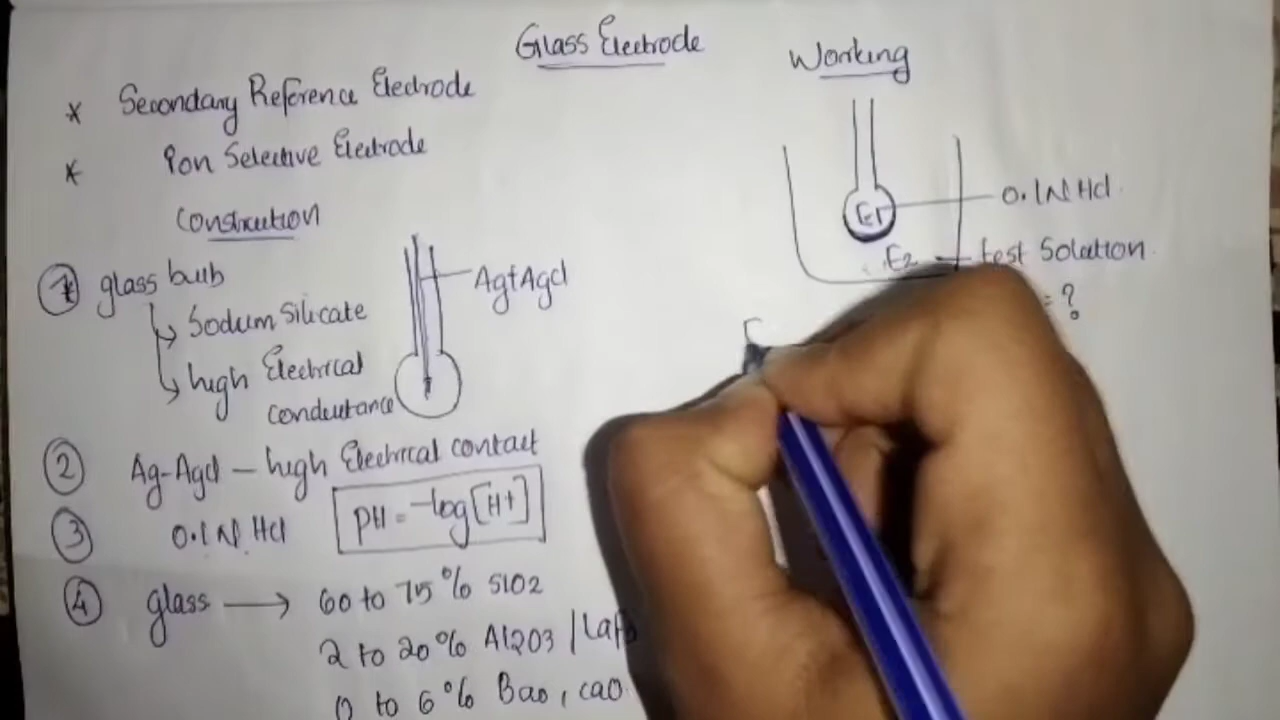 Glass Electrode
* Secondary Reference Electrode
* Ion Selective Electrode
Construction
1 glass bulb
↳ Sodium Silicate
↳ high Electrical
conductance
Ag+Agcl
2 Ag-Agcl – high Electrical contact
3 0.1 N Hcl
PH = -log[H+]
4 glass → 60 to 75% SiO2
2 to 20% Al2O3 /
0 to 6% Bao, cao
Working
E1
0.1N Hcl
E2 – test Solution
= ?